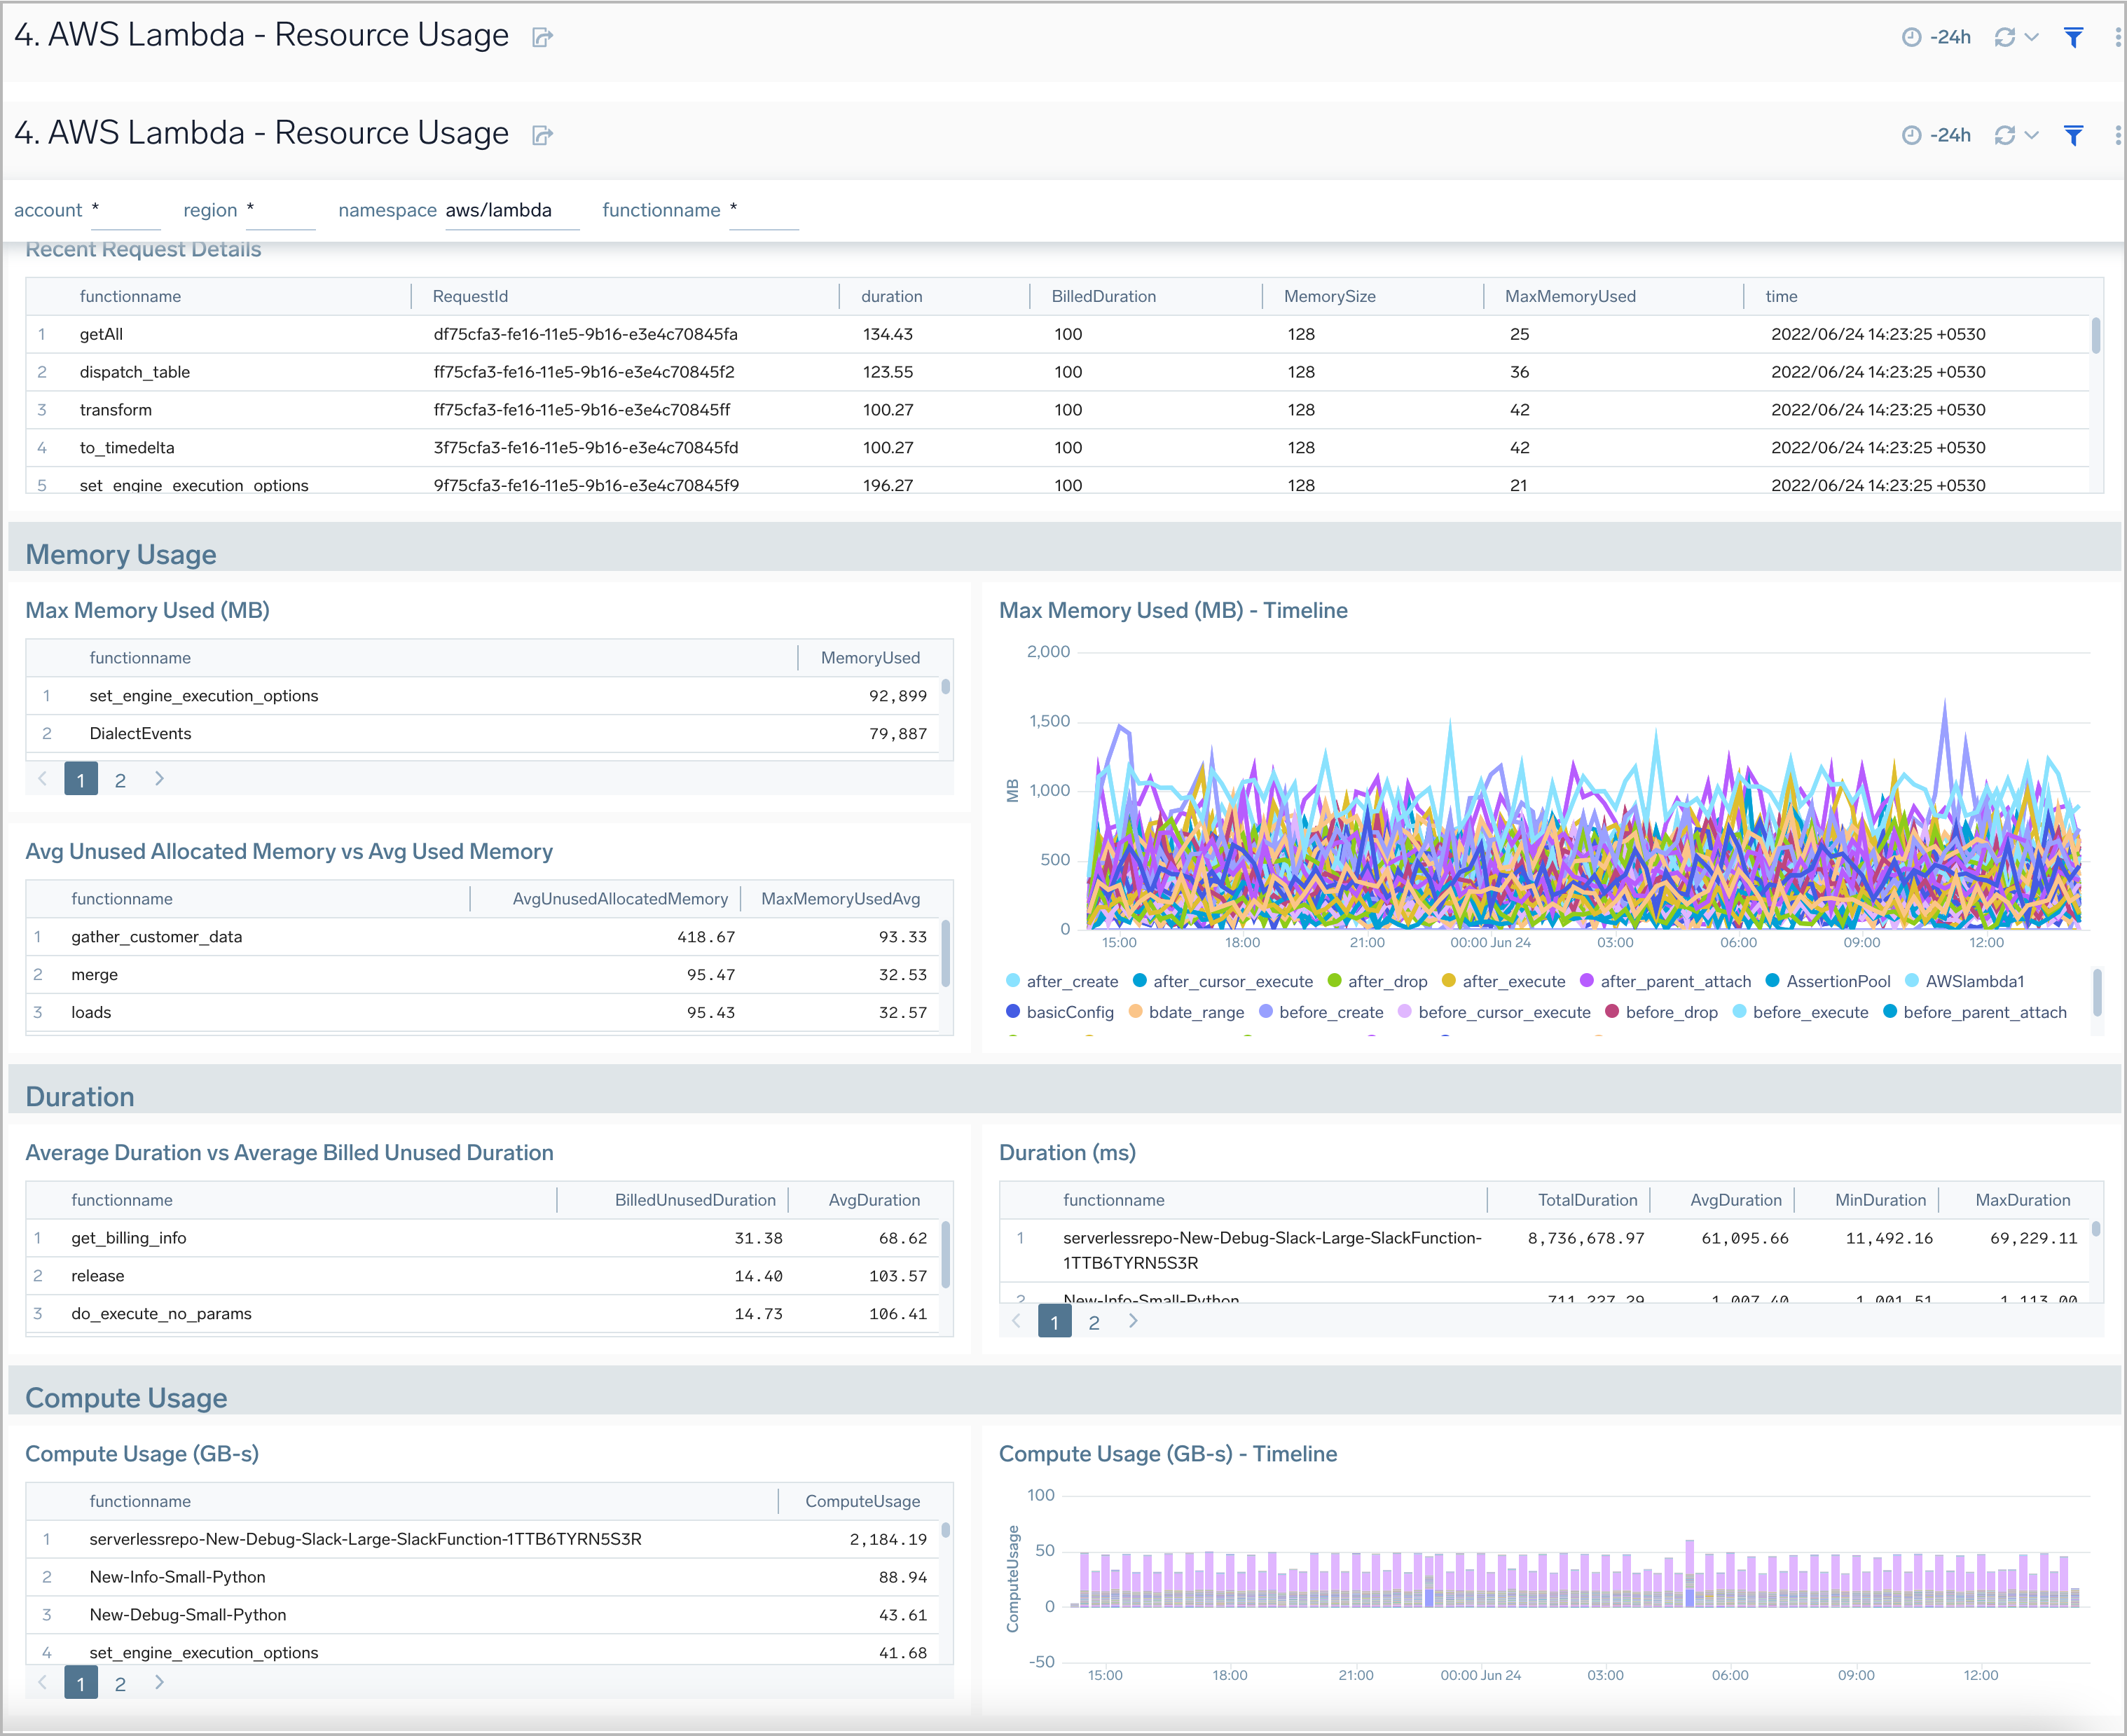 4. AWS Lambda - Resource Usage -24h
4. AWS Lambda - Resource Usage -24h
account * region * namespace aws/lambda functionname *
Recent Request Details
functionname RequestId duration BilledDuration MemorySize MaxMemoryUsed time
1 getAll df75cfa3-fe16-11e5-9b16-e3e4c70845fa 134.43 100 128 25 2022/06/24 14:23:25 +0530
2 dispatch_table ff75cfa3-fe16-11e5-9b16-e3e4c70845f2 123.55 100 128 36 2022/06/24 14:23:25 +0530
3 transform ff75cfa3-fe16-11e5-9b16-e3e4c70845ff 100.27 100 128 42 2022/06/24 14:23:25 +0530
4 to_timedelta 3f75cfa3-fe16-11e5-9b16-e3e4c70845fd 100.27 100 128 42 2022/06/24 14:23:25 +0530
5 set_engine_execution_options 9f75cfa3-fe16-11e5-9b16-e3e4c70845f9 196.27 100 128 21 2022/06/24 14:23:25 +0530
Memory Usage
Max Memory Used (MB)
functionname MemoryUsed
1 set_engine_execution_options 92,899
2 DialectEvents 79,887
1 2
Max Memory Used (MB) - Timeline
2,000
1,500
1,000
500
0
MB
15:00 18:00 21:00 00:00 Jun 24 03:00 06:00 09:00 12:00
after_create after_cursor_execute after_drop after_execute after_parent_attach AssertionPool AWSlambda1
basicConfig bdate_range before_create before_cursor_execute before_drop before_execute before_parent_attach
Avg Unused Allocated Memory vs Avg Used Memory
functionname AvgUnusedAllocatedMemory MaxMemoryUsedAvg
1 gather_customer_data 418.67 93.33
2 merge 95.47 32.53
3 loads 95.43 32.57
Duration
Average Duration vs Average Billed Unused Duration
functionname BilledUnusedDuration AvgDuration
1 get_billing_info 31.38 68.62
2 release 14.40 103.57
3 do_execute_no_params 14.73 106.41
Duration (ms)
functionname TotalDuration AvgDuration MinDuration MaxDuration
1 serverlessrepo-New-Debug-Slack-Large-SlackFunction- 8,736,678.97 61,095.66 11,492.16 69,229.11
1TTB6TYRN5S3R
2 New-Info-Small-Python 711,227.29 1,007.40 1,001.51 1,113.00
1 2
Compute Usage
Compute Usage (GB-s)
functionname ComputeUsage
1 serverlessrepo-New-Debug-Slack-Large-SlackFunction-1TTB6TYRN5S3R 2,184.19
2 New-Info-Small-Python 88.94
3 New-Debug-Small-Python 43.61
4 set_engine_execution_options 41.68
1 2
Compute Usage (GB-s) - Timeline
100
50
0
-50
ComputeUsage
15:00 18:00 21:00 00:00 Jun 24 03:00 06:00 09:00 12:00